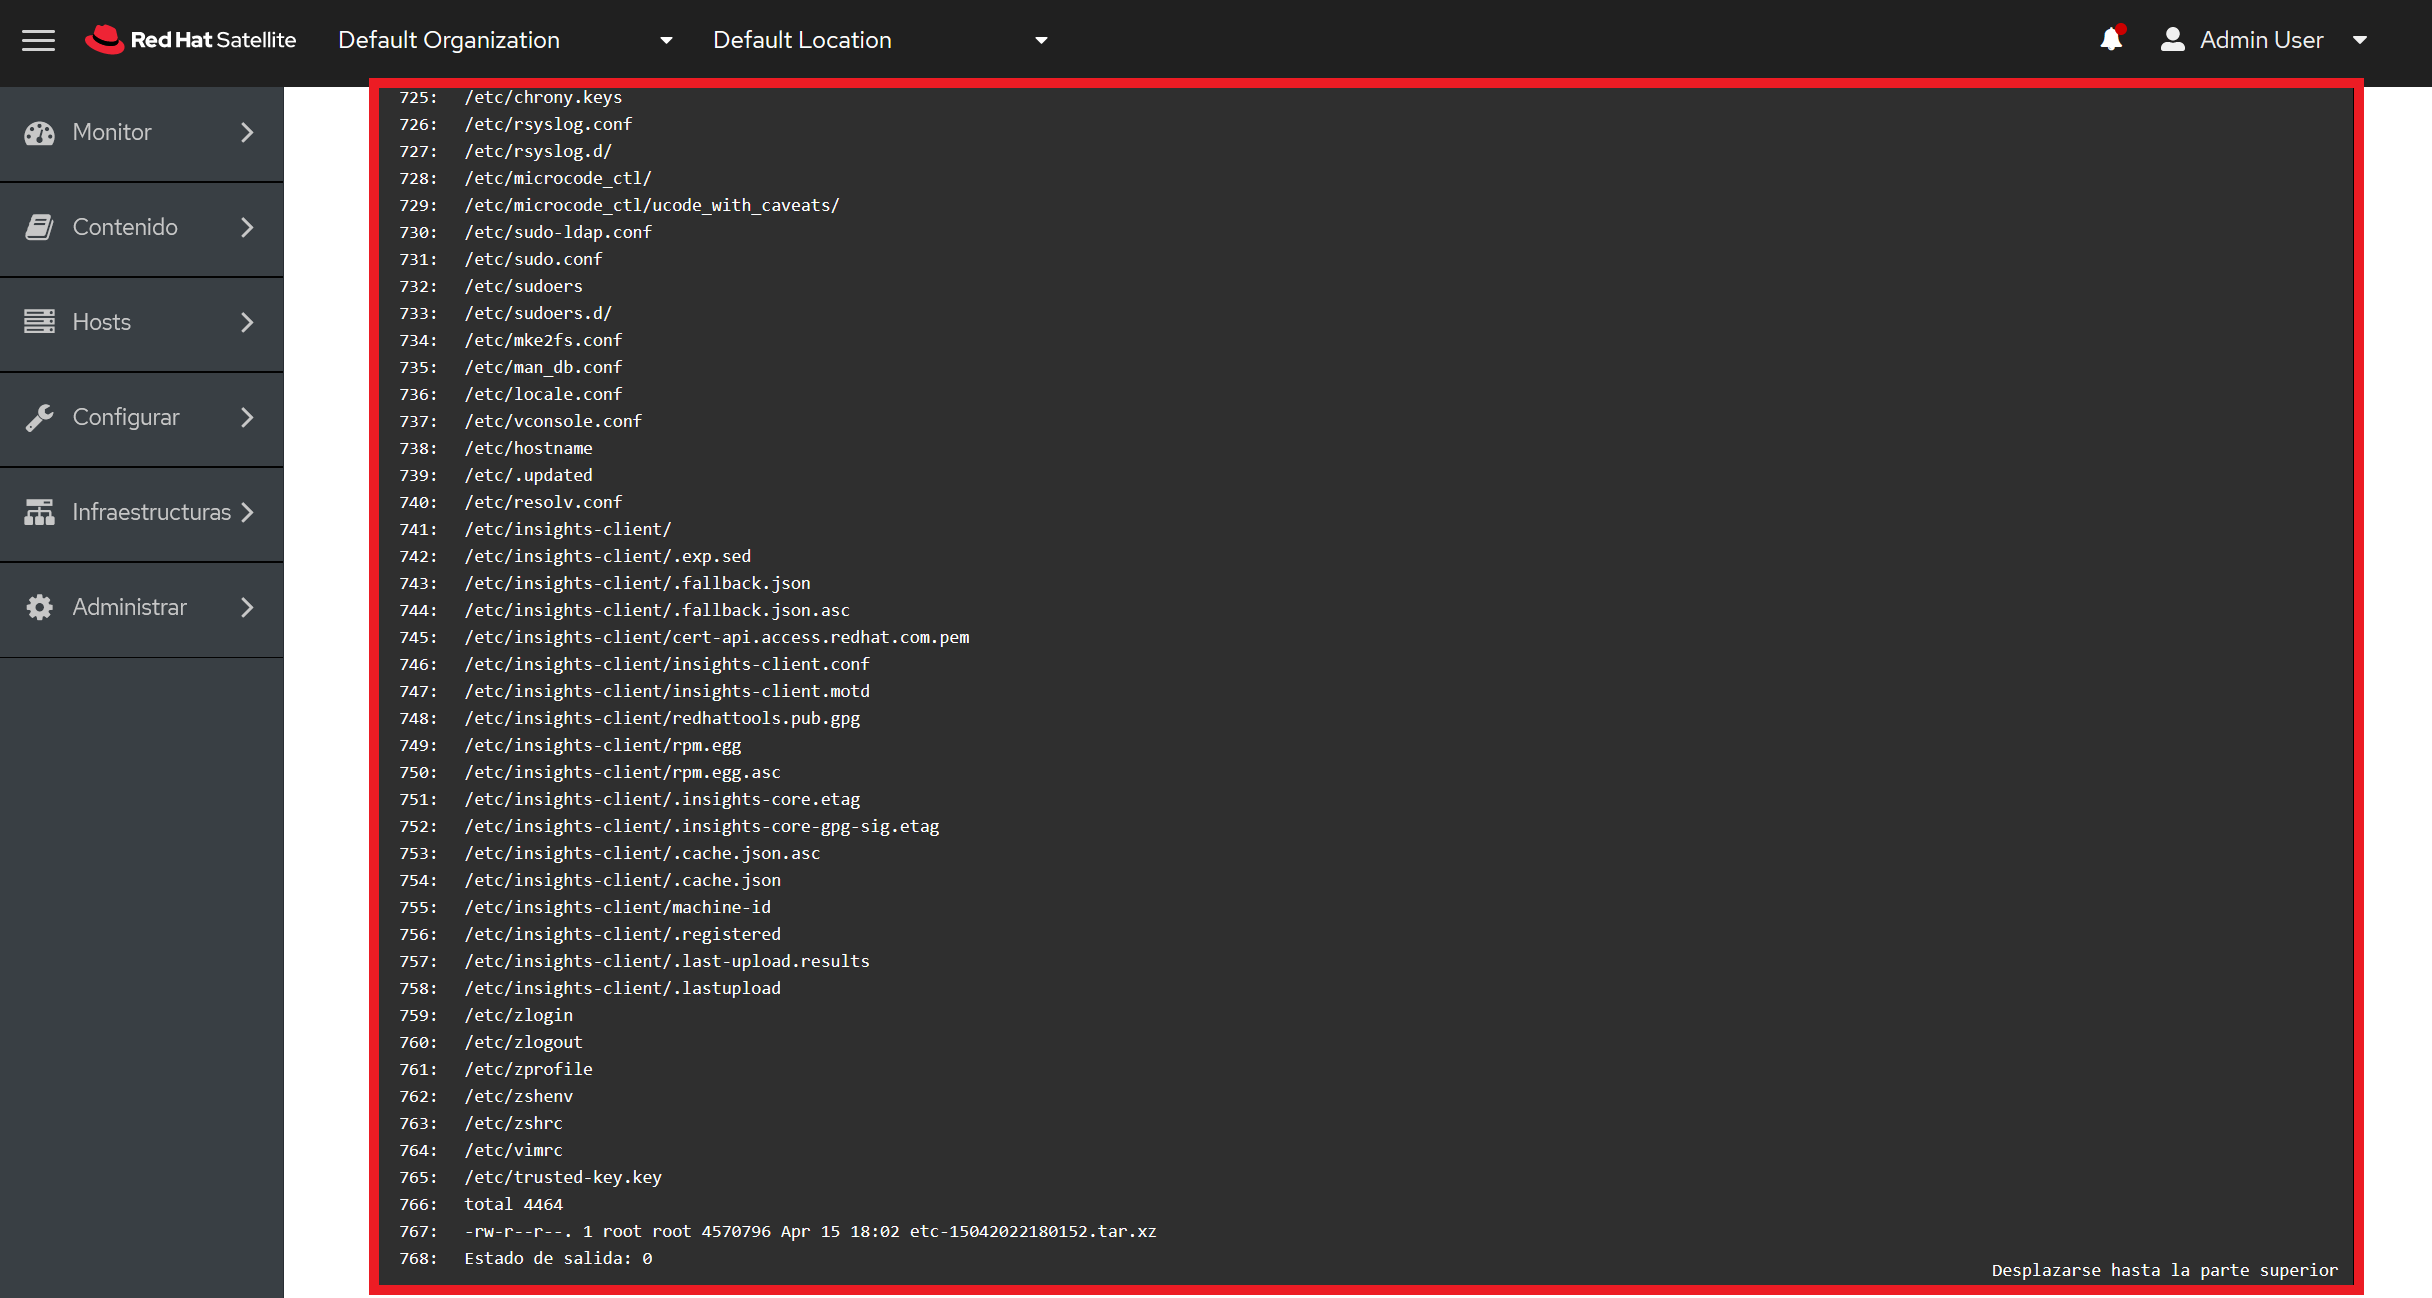 Red Hat Satellite Default Organization Default Location Admin User
Monitor
Contenido
Hosts
Configurar
Infraestructuras
Administrar
725: /etc/chrony.keys
726: /etc/rsyslog.conf
727: /etc/rsyslog.d/
728: /etc/microcode_ctl/
729: /etc/microcode_ctl/ucode_with_caveats/
730: /etc/sudo-ldap.conf
731: /etc/sudo.conf
732: /etc/sudoers
733: /etc/sudoers.d/
734: /etc/mke2fs.conf
735: /etc/man_db.conf
736: /etc/locale.conf
737: /etc/vconsole.conf
738: /etc/hostname
739: /etc/.updated
740: /etc/resolv.conf
741: /etc/insights-client/
742: /etc/insights-client/.exp.sed
743: /etc/insights-client/.fallback.json
744: /etc/insights-client/.fallback.json.asc
745: /etc/insights-client/cert-api.access.redhat.com.pem
746: /etc/insights-client/insights-client.conf
747: /etc/insights-client/insights-client.motd
748: /etc/insights-client/redhattools.pub.gpg
749: /etc/insights-client/rpm.egg
750: /etc/insights-client/rpm.egg.asc
751: /etc/insights-client/.insights-core.etag
752: /etc/insights-client/.insights-core-gpg-sig.etag
753: /etc/insights-client/.cache.json.asc
754: /etc/insights-client/.cache.json
755: /etc/insights-client/machine-id
756: /etc/insights-client/.registered
757: /etc/insights-client/.last-upload.results
758: /etc/insights-client/.lastupload
759: /etc/zlogin
760: /etc/zlogout
761: /etc/zprofile
762: /etc/zshenv
763: /etc/zshrc
764: /etc/vimrc
765: /etc/trusted-key.key
766: total 4464
767: -rw-r--r--. 1 root root 4570796 Apr 15 18:02 etc-15042022180152.tar.xz
768: Estado de salida: 0
Desplazarse hasta la parte superior